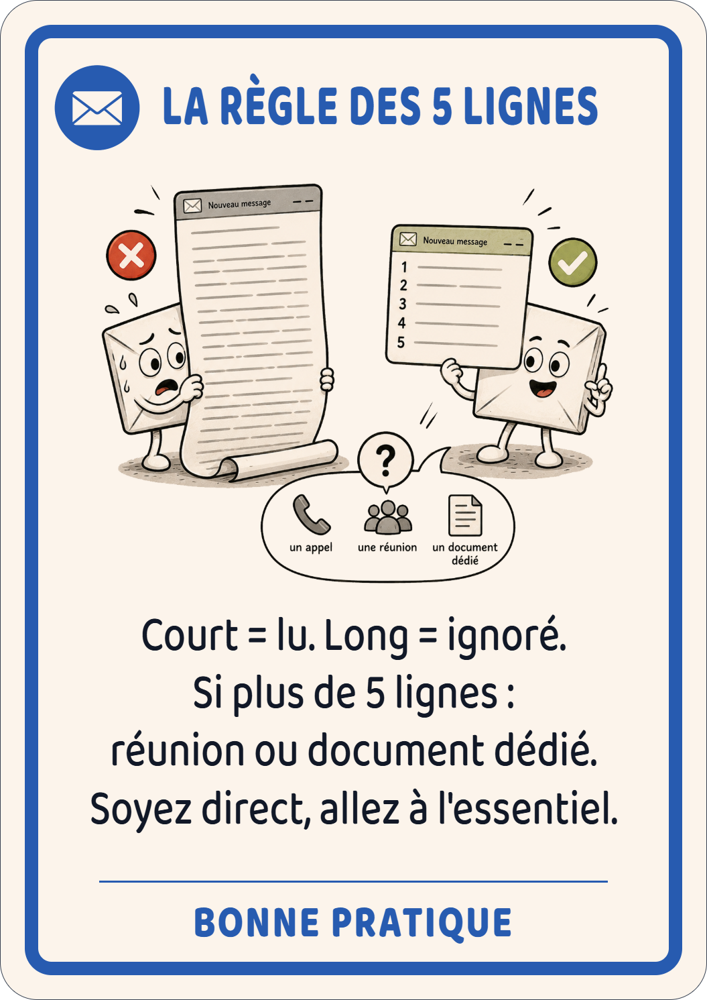 LA RÈGLE DES 5 LIGNES
Nouveau message
Nouveau message
1
2
3
4
5
?
un appel
une réunion
un document
dédié
Court = lu. Long = ignoré.
Si plus de 5 lignes :
réunion ou document dédié.
Soyez direct, allez à l'essentiel.
BONNE PRATIQUE